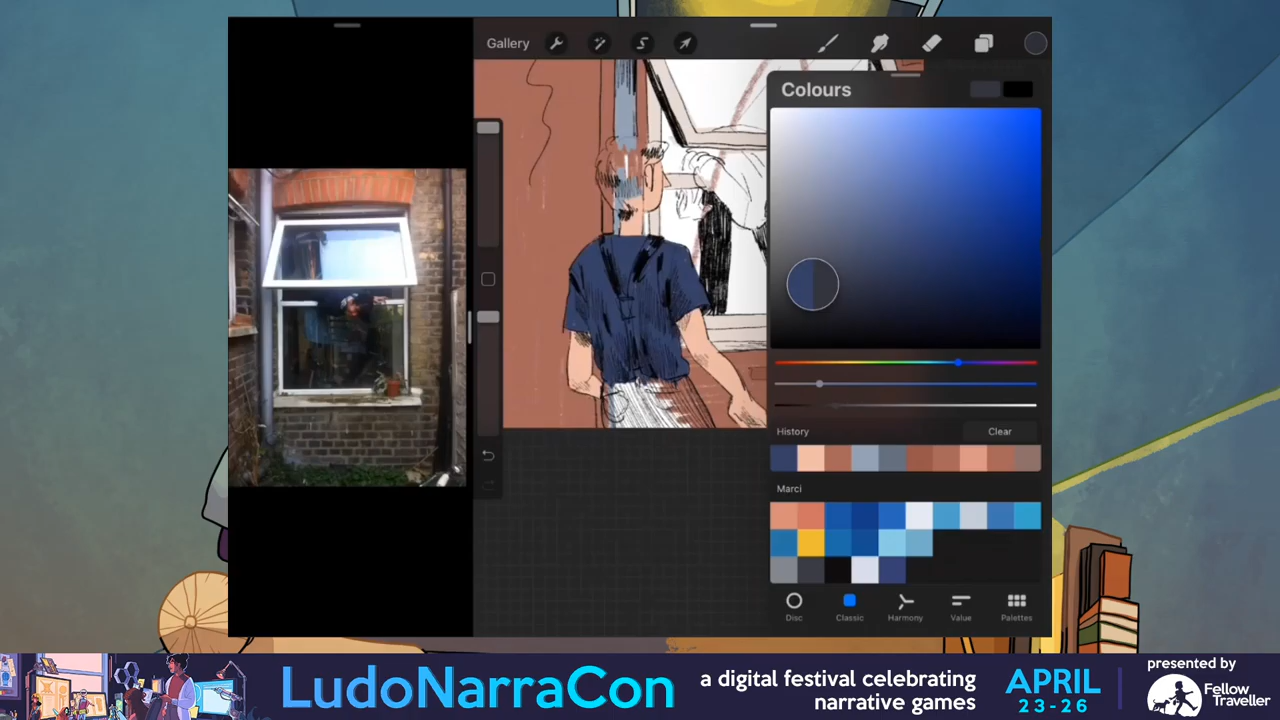 Gallery
Colours
History
Clear
Marci
Disc
Classic
Harmony
Value
Palettes
LudoNarraCon
a digital festival celebrating
narrative games
APRIL
23-26
presented by
Fellow
Traveller